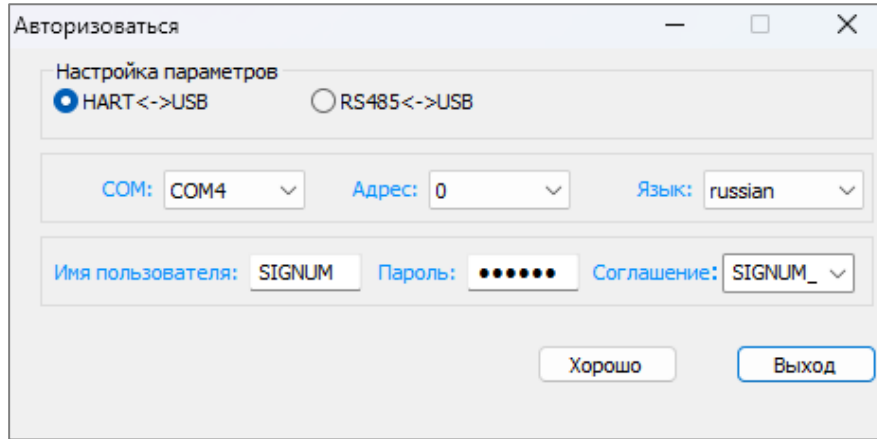 Авторизоваться
Настройка параметров
HART<->USB RS485<->USB
COM: COM4 Адрес: 0 Язык: russian
Имя пользователя: SIGNUM Пароль: ●●●●●● Соглашение: SIGNUM_
Хорошо Выход